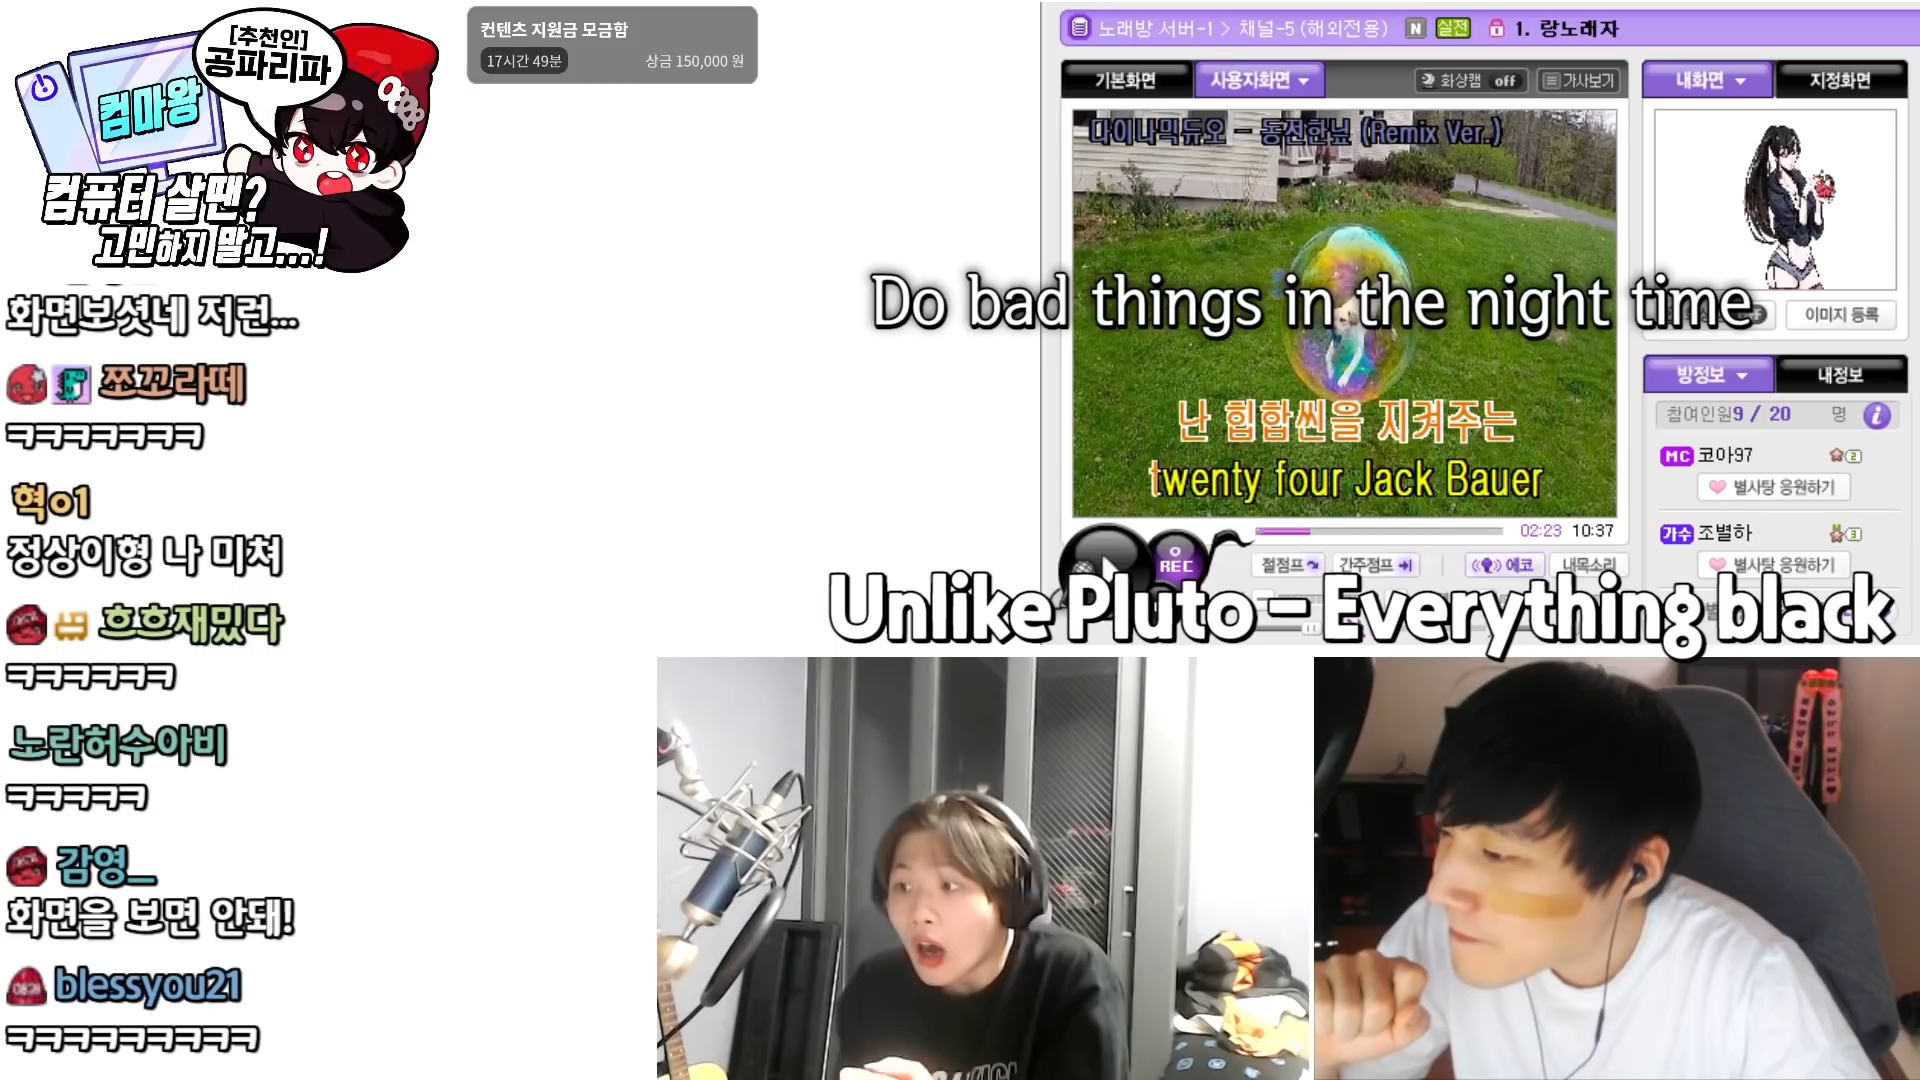 [추천인]
공파리파
컴마왕
컴퓨터 살땐?
고민하지 말고...!
컨텐츠 지원금 모금함
17시간 49분
상금 150,000 원
화면보셧네 저런...
쪼꼬라떼
ㅋㅋㅋㅋㅋㅋㅋ
혁o1
정상이형 나 미쳐
흐흐재밌다
ㅋㅋㅋㅋㅋㅋ
노란허수아비
ㅋㅋㅋㅋㅋ
감영_
화면을 보면 안돼!
blessyou21
ㅋㅋㅋㅋㅋㅋㅋㅋㅋ
노래방 서버-1 > 채널-5 (해외전용)
N 실전 1. 랑노래자
기본화면
사용자화면
화상캠 off
가사보기
내화면
지정화면
다이나믹듀오 - 동전한닢 (Remix Ver.)
Do bad things in the night time
이미지 등록
나 힙합씬을 지켜주는
twenty four Jack Bauer
방정보
내정보
참여인원9 / 20 명
MC 코아97
2
별사탕 응원하기
가수 조별하
3
별사탕 응원하기
02:23 10:37
REC
절점프
간주점프
에코
내목소리
Unlike Pluto - Everything black